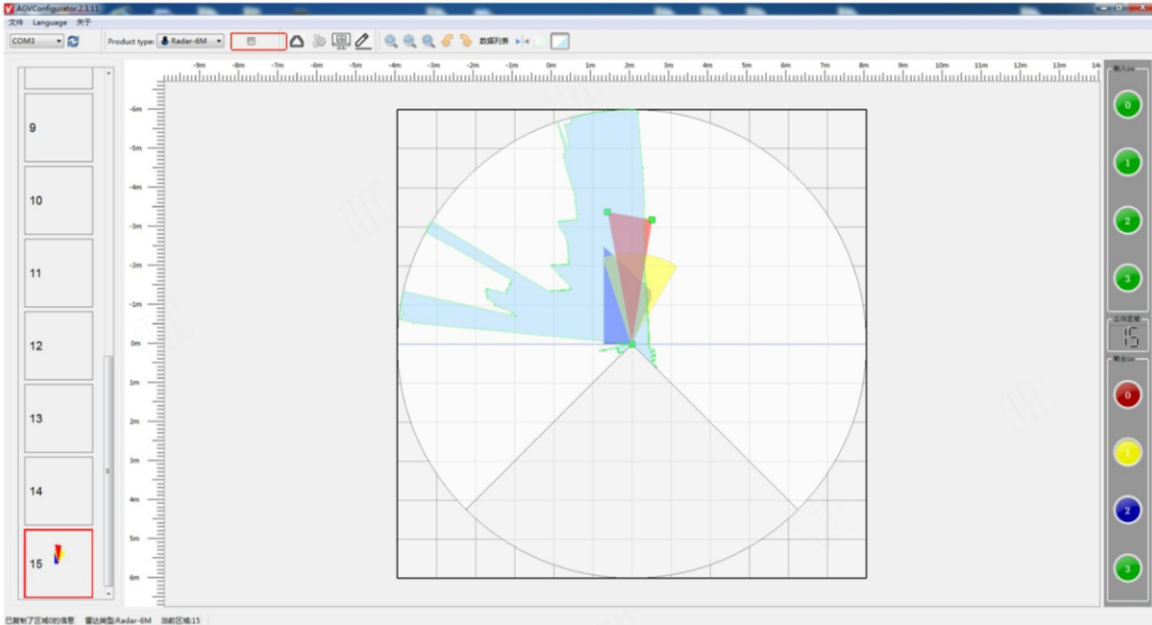 AGVConfigurator 2.3.11
文件 Language 关于
COM3 Product type: Radar-6M 数据列表
-9m -8m -7m -6m -5m -4m -3m -2m -1m 0m 1m 2m 3m 4m 5m 6m 7m 8m 9m 10m 11m 12m 13m 14
输入io
0
1
2
3
工作区域
15
输出io
0
1
2
3
-6m
-5m
-4m
-3m
-2m
-1m
0m
1m
2m
3m
4m
5m
6m
9
10
11
12
13
14
15
已复制了区域0的信息 雷达类型:Radar-6M 当前区域:15